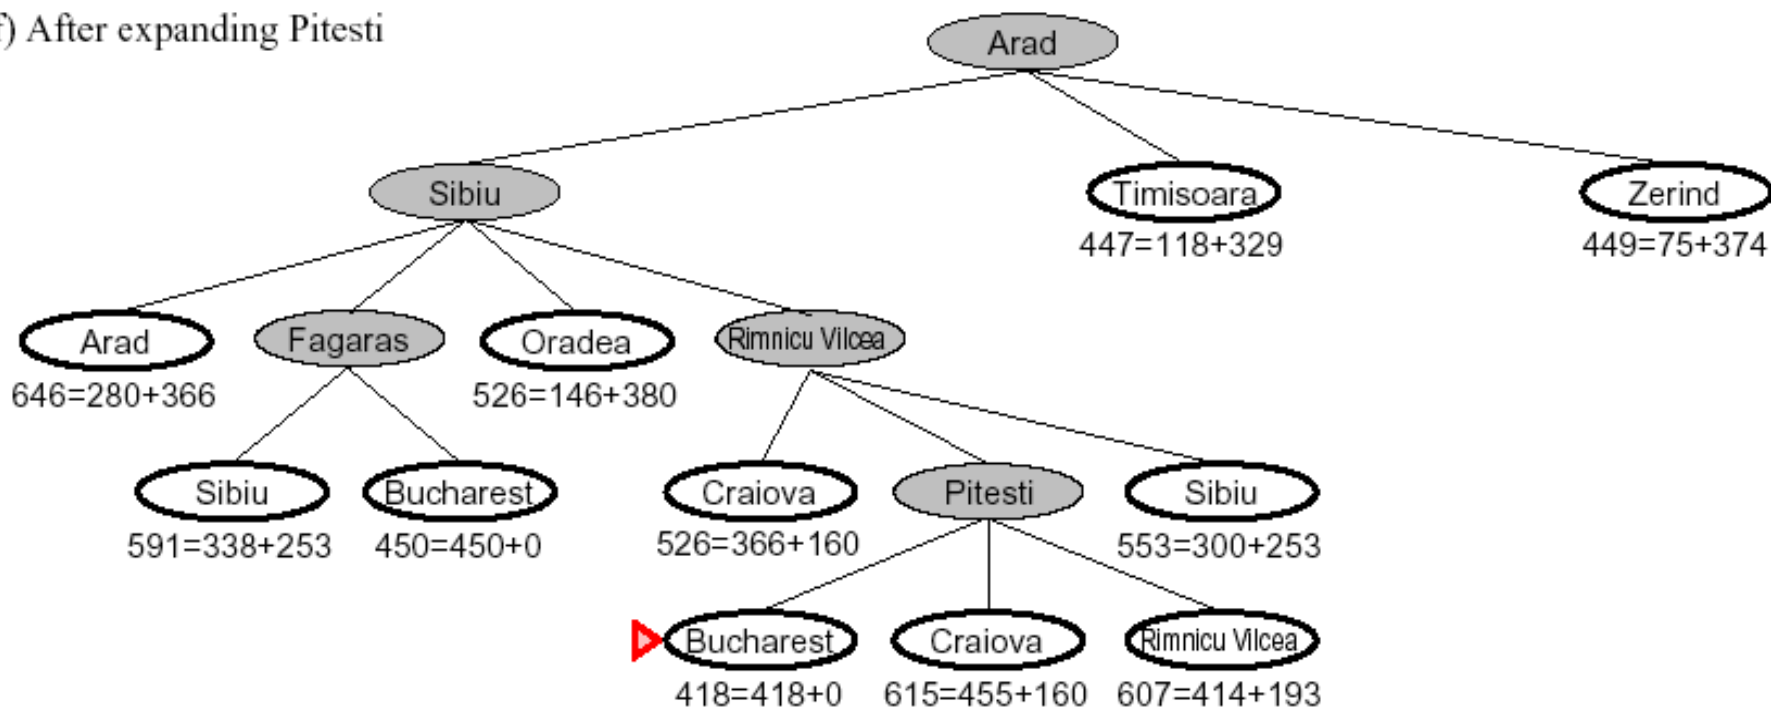 f) After expanding Pitesti
Arad
Sibiu
Timisoara
Zerind
447=118+329
449=75+374
Arad
Fagaras
Oradea
Rimnicu Vilcea
646=280+366
526=146+380
Sibiu
Bucharest
Craiova
Pitesti
Sibiu
591=338+253
450=450+0
526=366+160
553=300+253
Bucharest
Craiova
Rimnicu Vilcea
418=418+0
615=455+160
607=414+193